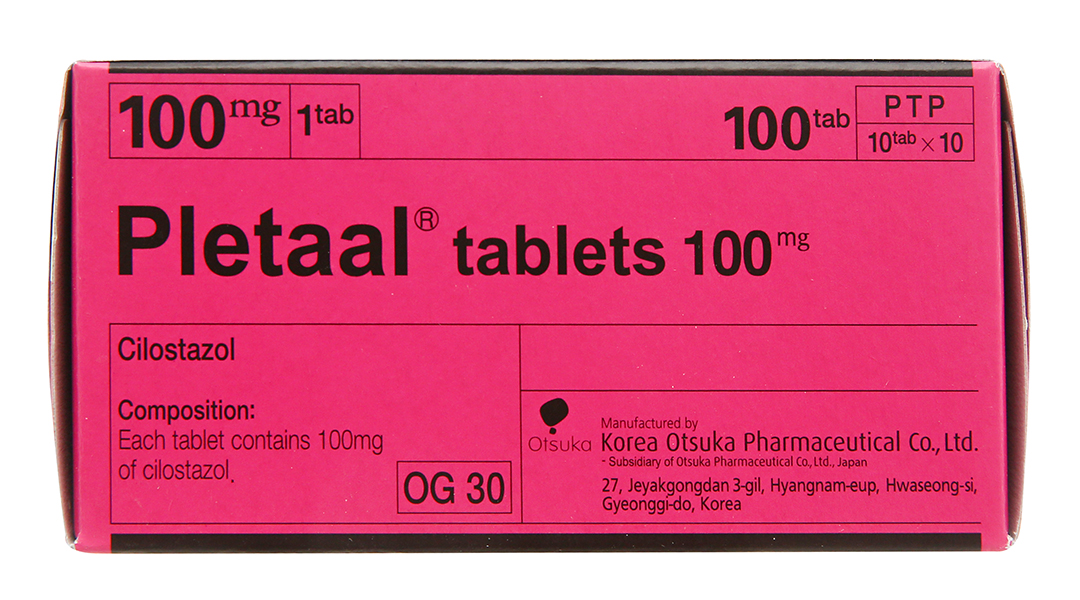 100mg 1tab
100tab
PTP
10tab × 10
Pletaal® tablets 100mg
Cilostazol
Composition:
Each tablet contains 100mg
of cilostazol.
OG 30
Otsuka
Manufactured by
Korea Otsuka Pharmaceutical Co., Ltd.
- Subsidiary of Otsuka Pharmaceutical Co., Ltd., Japan
27, Jeyakgongdan 3-gil, Hyangnam-eup, Hwaseong-si,
Gyeonggi-do, Korea